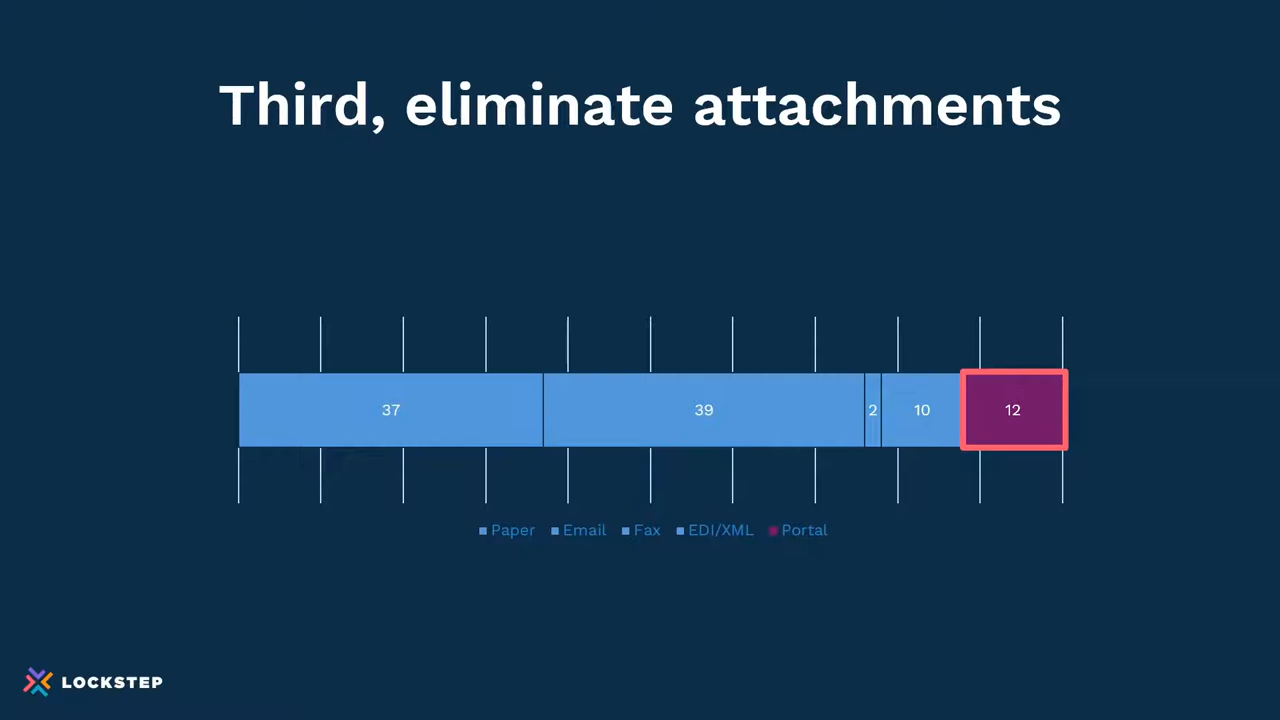 Third, eliminate attachments
37 39 2 10 12
Paper Email Fax EDI/XML Portal
LOCKSTEP